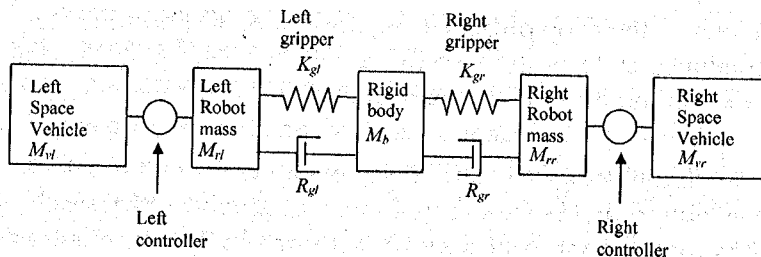 Left
gripper
K_gl
Right
gripper
K_gr
Left
Space
Vehicle
M_vl
Left
Robot
mass
M_rl
Rigid
body
M_b
Right
Robot
mass
M_rr
Right
Space
Vehicle
M_vr
R_gl
R_gr
Left
controller
Right
controller